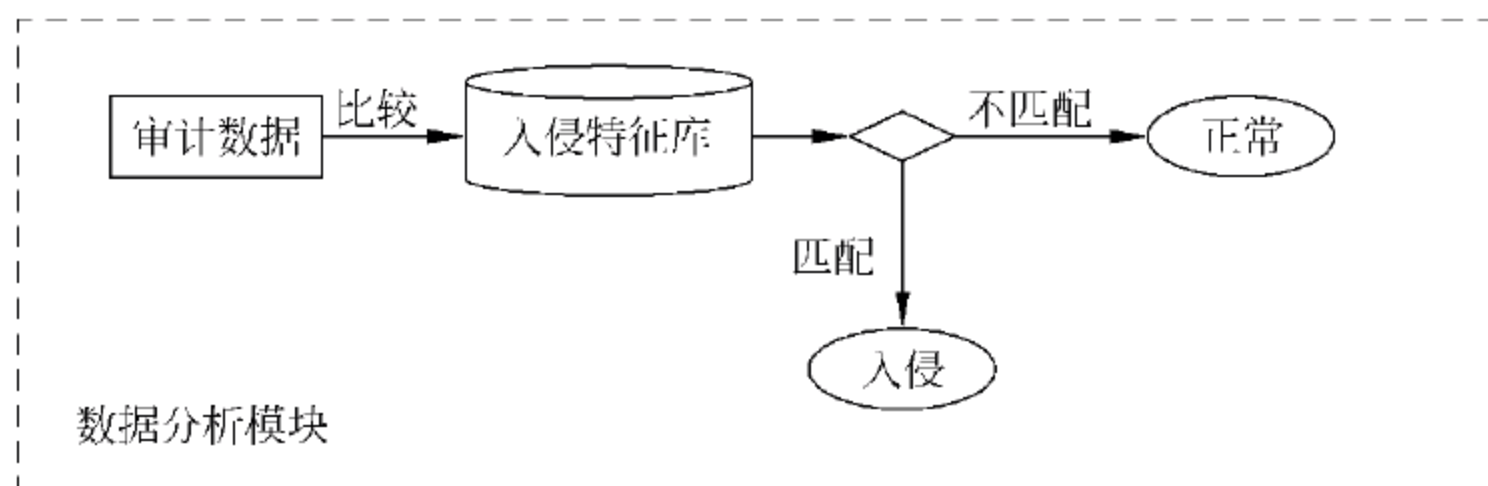 审计数据
比较
入侵特征库
不匹配
正常
匹配
入侵
数据分析模块